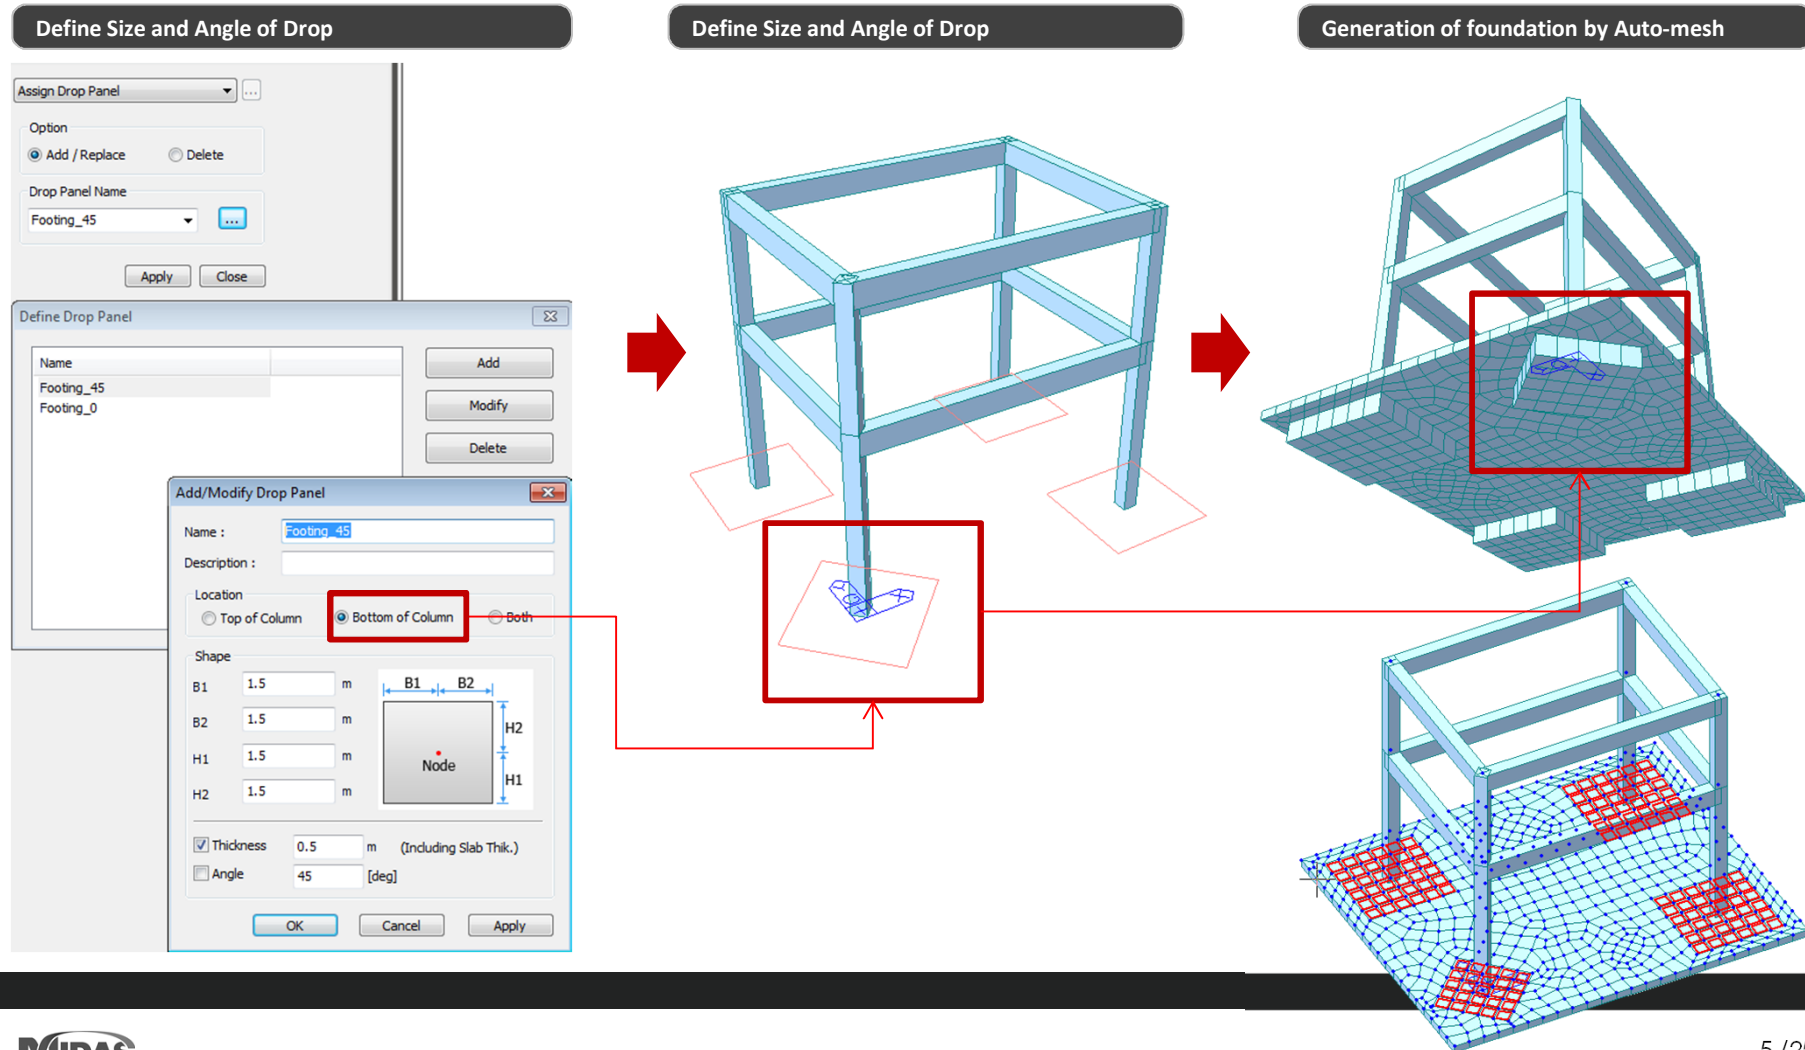 Define Size and Angle of Drop
Define Size and Angle of Drop
Generation of foundation by Auto-mesh
Assign Drop Panel
...
Option
Add / Replace
Delete
Drop Panel Name
Footing_45
...
Apply
Close
Define Drop Panel
Name
Footing_45
Footing_0
Add
Modify
Delete
Add/Modify Drop Panel
Name :
Footing_45
Description :
Location
Top of Column
Bottom of Column
Both
Shape
B1
1.5
m
B2
1.5
m
H1
1.5
m
H2
1.5
m
B1
B2
H2
Node
H1
Thickness
0.5
m
(Including Slab Thik.)
Angle
45
[deg]
OK
Cancel
Apply
MIDAS